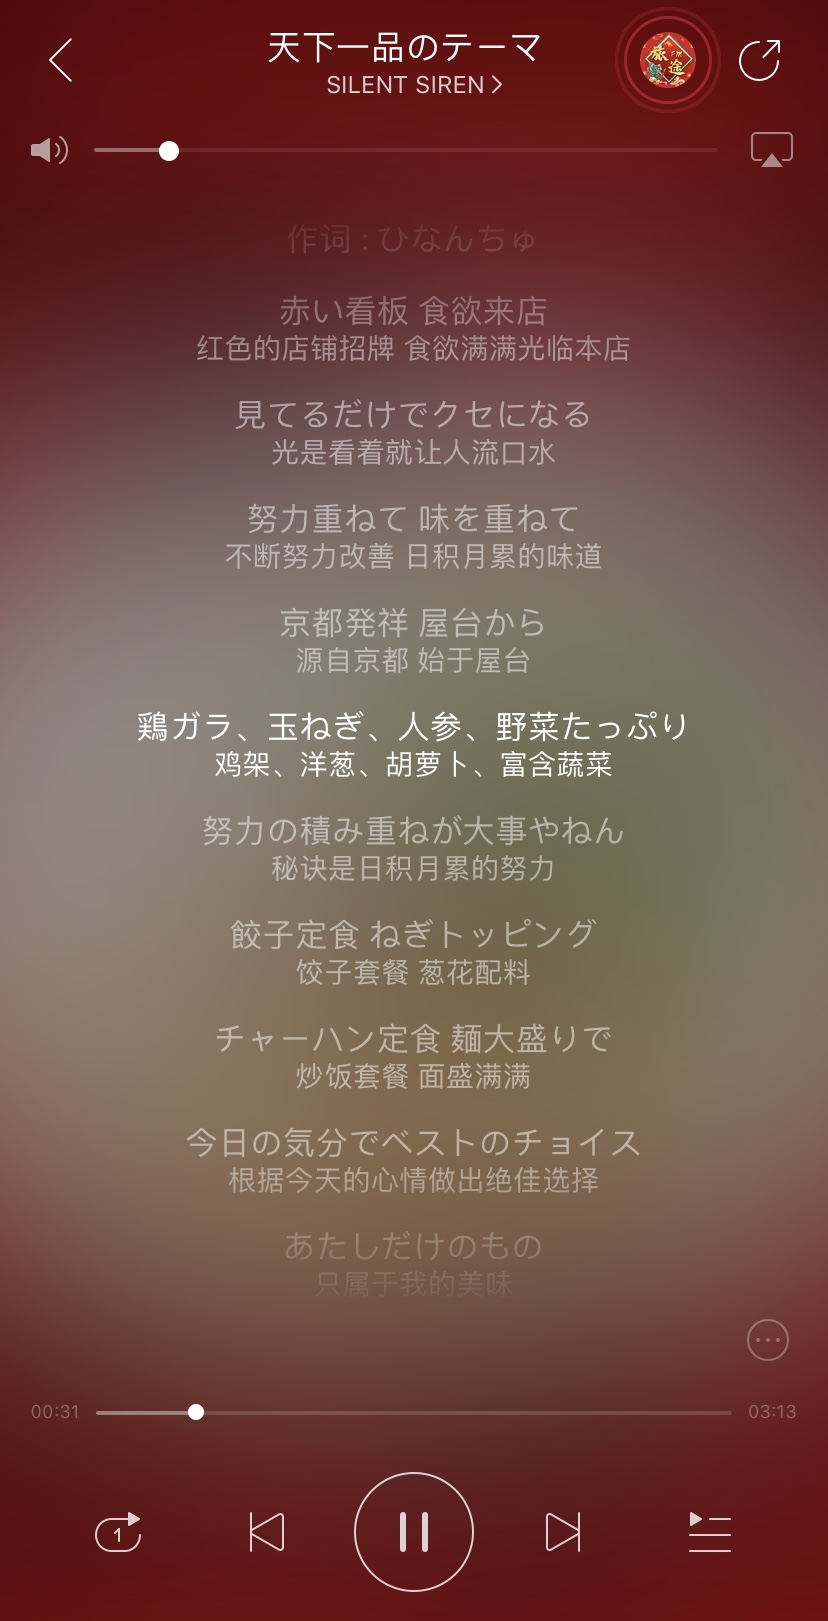 天下一品のテーマ
SILENT SIREN
旅途
FM
作词 : ひなんちゅ
赤い看板 食欲来店
红色的店铺招牌 食欲满满光临本店
見てるだけでクセになる
光是看着就让人流口水
努力重ねて 味を重ねて
不断努力改善 日积月累的味道
京都発祥 屋台から
源自京都 始于屋台
鶏ガラ、玉ねぎ、人参、野菜たっぷり
鸡架、洋葱、胡萝卜、富含蔬菜
努力の積み重ねが大事やねん
秘诀是日积月累的努力
餃子定食 ねぎトッピング
饺子套餐 葱花配料
チャーハン定食 麺大盛りで
炒饭套餐 面盛满满
今日の気分でベストのチョイス
根据今天的心情做出绝佳选择
あたしだけのもの
只属于我的美味
00:31
03:13
1